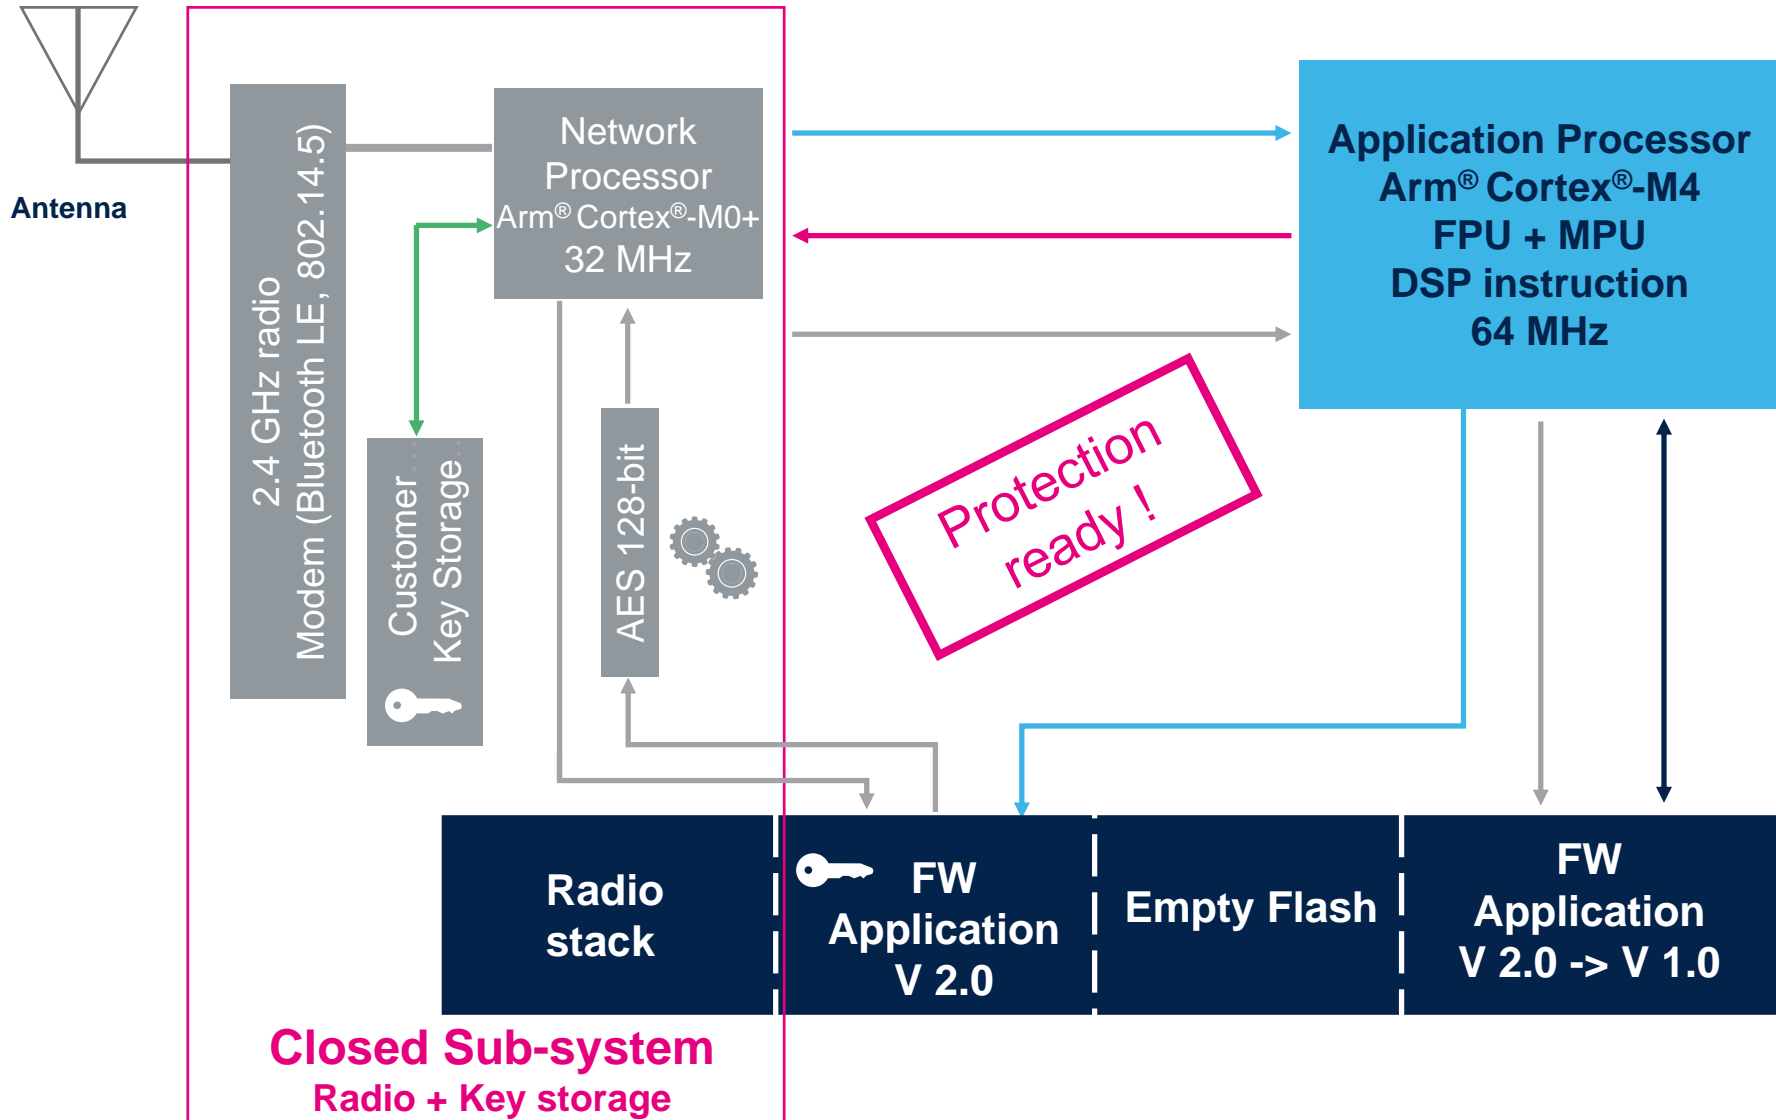 Antenna
2.4 GHz radio
Modem (Bluetooth LE, 802.14.5)
Network
Processor
Arm® Cortex®-M0+
32 MHz
Customer....
Key Storage..
AES 128-bit
Application Processor
Arm® Cortex®-M4
FPU + MPU
DSP instruction
64 MHz
Protection
ready !
Radio
stack
FW
Application
V 2.0
Empty Flash
FW
Application
V 2.0 -> V 1.0
Closed Sub-system
Radio + Key storage